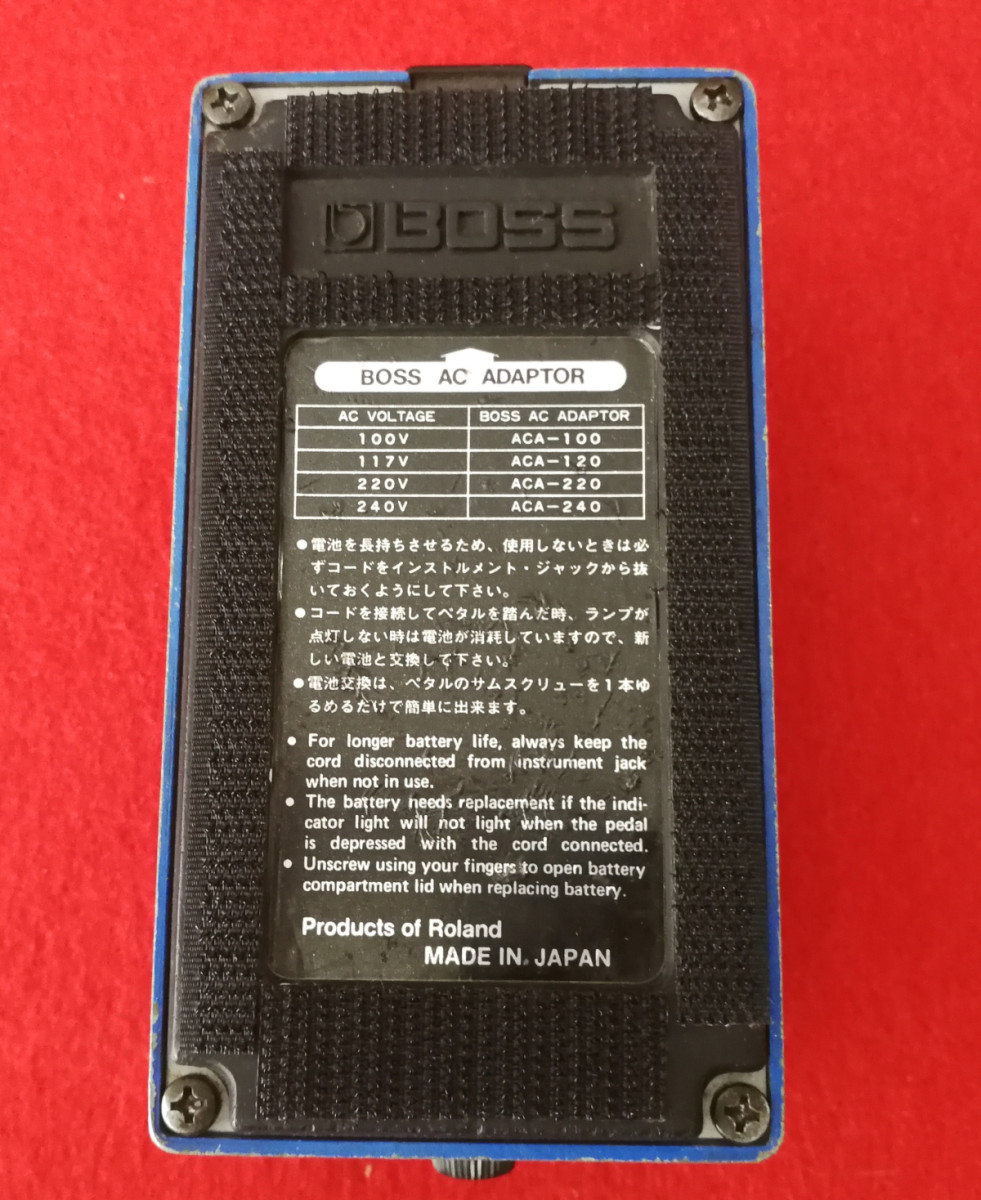 BOSS
BOSS AC ADAPTOR
AC VOLTAGE BOSS AC ADAPTOR
100V ACA-100
117V ACA-120
220V ACA-220
240V ACA-240
●電池を長持ちさせるため、使用しないときは必
ずコードをインストルメント・ジャックから抜
いておくようにして下さい。
●コードを接続してペタルを踏んだ時、ランプが
点灯しない時は電池が消耗していますので、新
しい電池と交換して下さい。
●電池交換は、ペタルのサムスクリューを1本ゆ
るめるだけで簡単に出来ます。
● For longer battery life, always keep the
cord disconnected from instrument jack
when not in use.
● The battery needs replacement if the indi-
cator light will not light when the pedal
is depressed with the cord connected.
● Unscrew using your fingers to open battery
compartment lid when replacing battery.
Products of Roland
MADE IN JAPAN